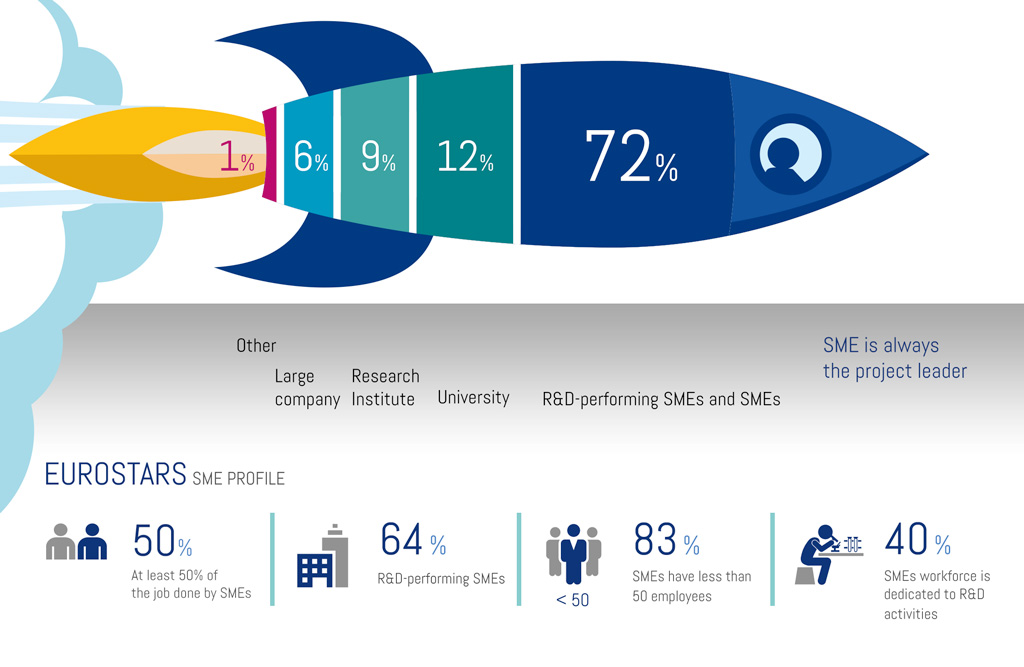 1%
6%
9%
12%
72%
Other
Large
company
Research
Institute
University
R&D-performing SMEs and SMEs
SME is always
the project leader
EUROSTARS SME PROFILE
50%
At least 50% of
the job done by SMEs
64 %
R&D-performing SMEs
< 50
83 %
SMEs have less than
50 employees
40 %
SMEs workforce is
dedicated to R&D
activities